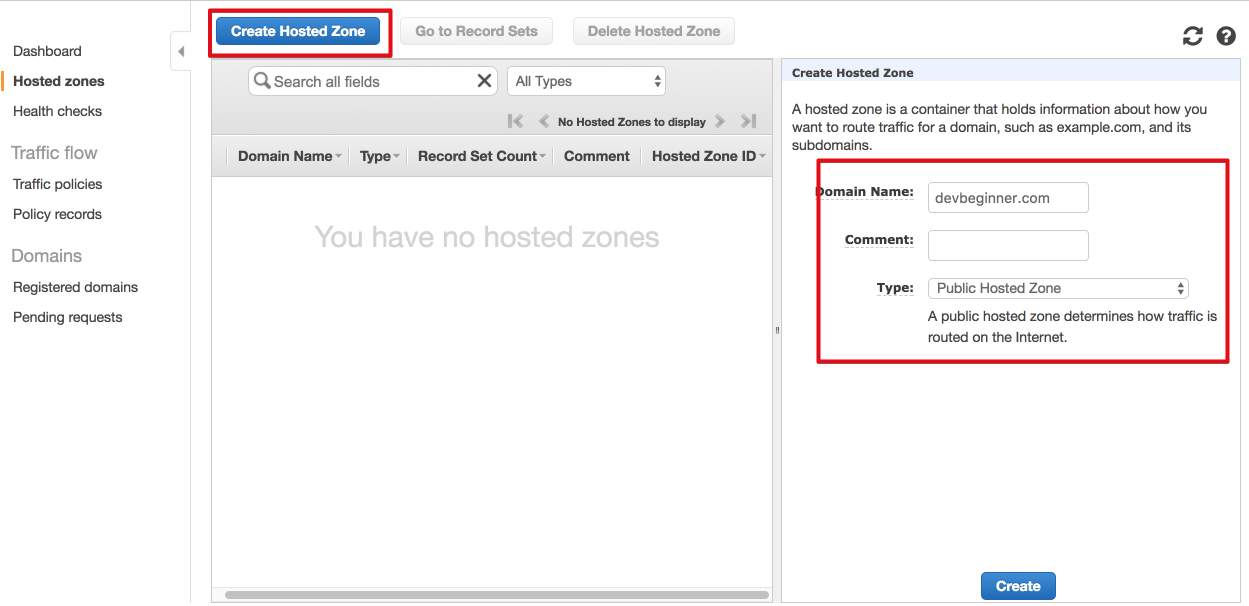 Dashboard
Hosted zones
Health checks
Traffic flow
Traffic policies
Policy records
Domains
Registered domains
Pending requests
Create Hosted Zone
Go to Record Sets
Delete Hosted Zone
Search all fields
All Types
No Hosted Zones to display
Domain Name
Type
Record Set Count
Comment
Hosted Zone ID
You have no hosted zones
Create Hosted Zone
A hosted zone is a container that holds information about how you
want to route traffic for a domain, such as example.com, and its
subdomains.
Domain Name:
devbeginner.com
Comment:
Type:
Public Hosted Zone
A public hosted zone determines how traffic is
routed on the Internet.
Create